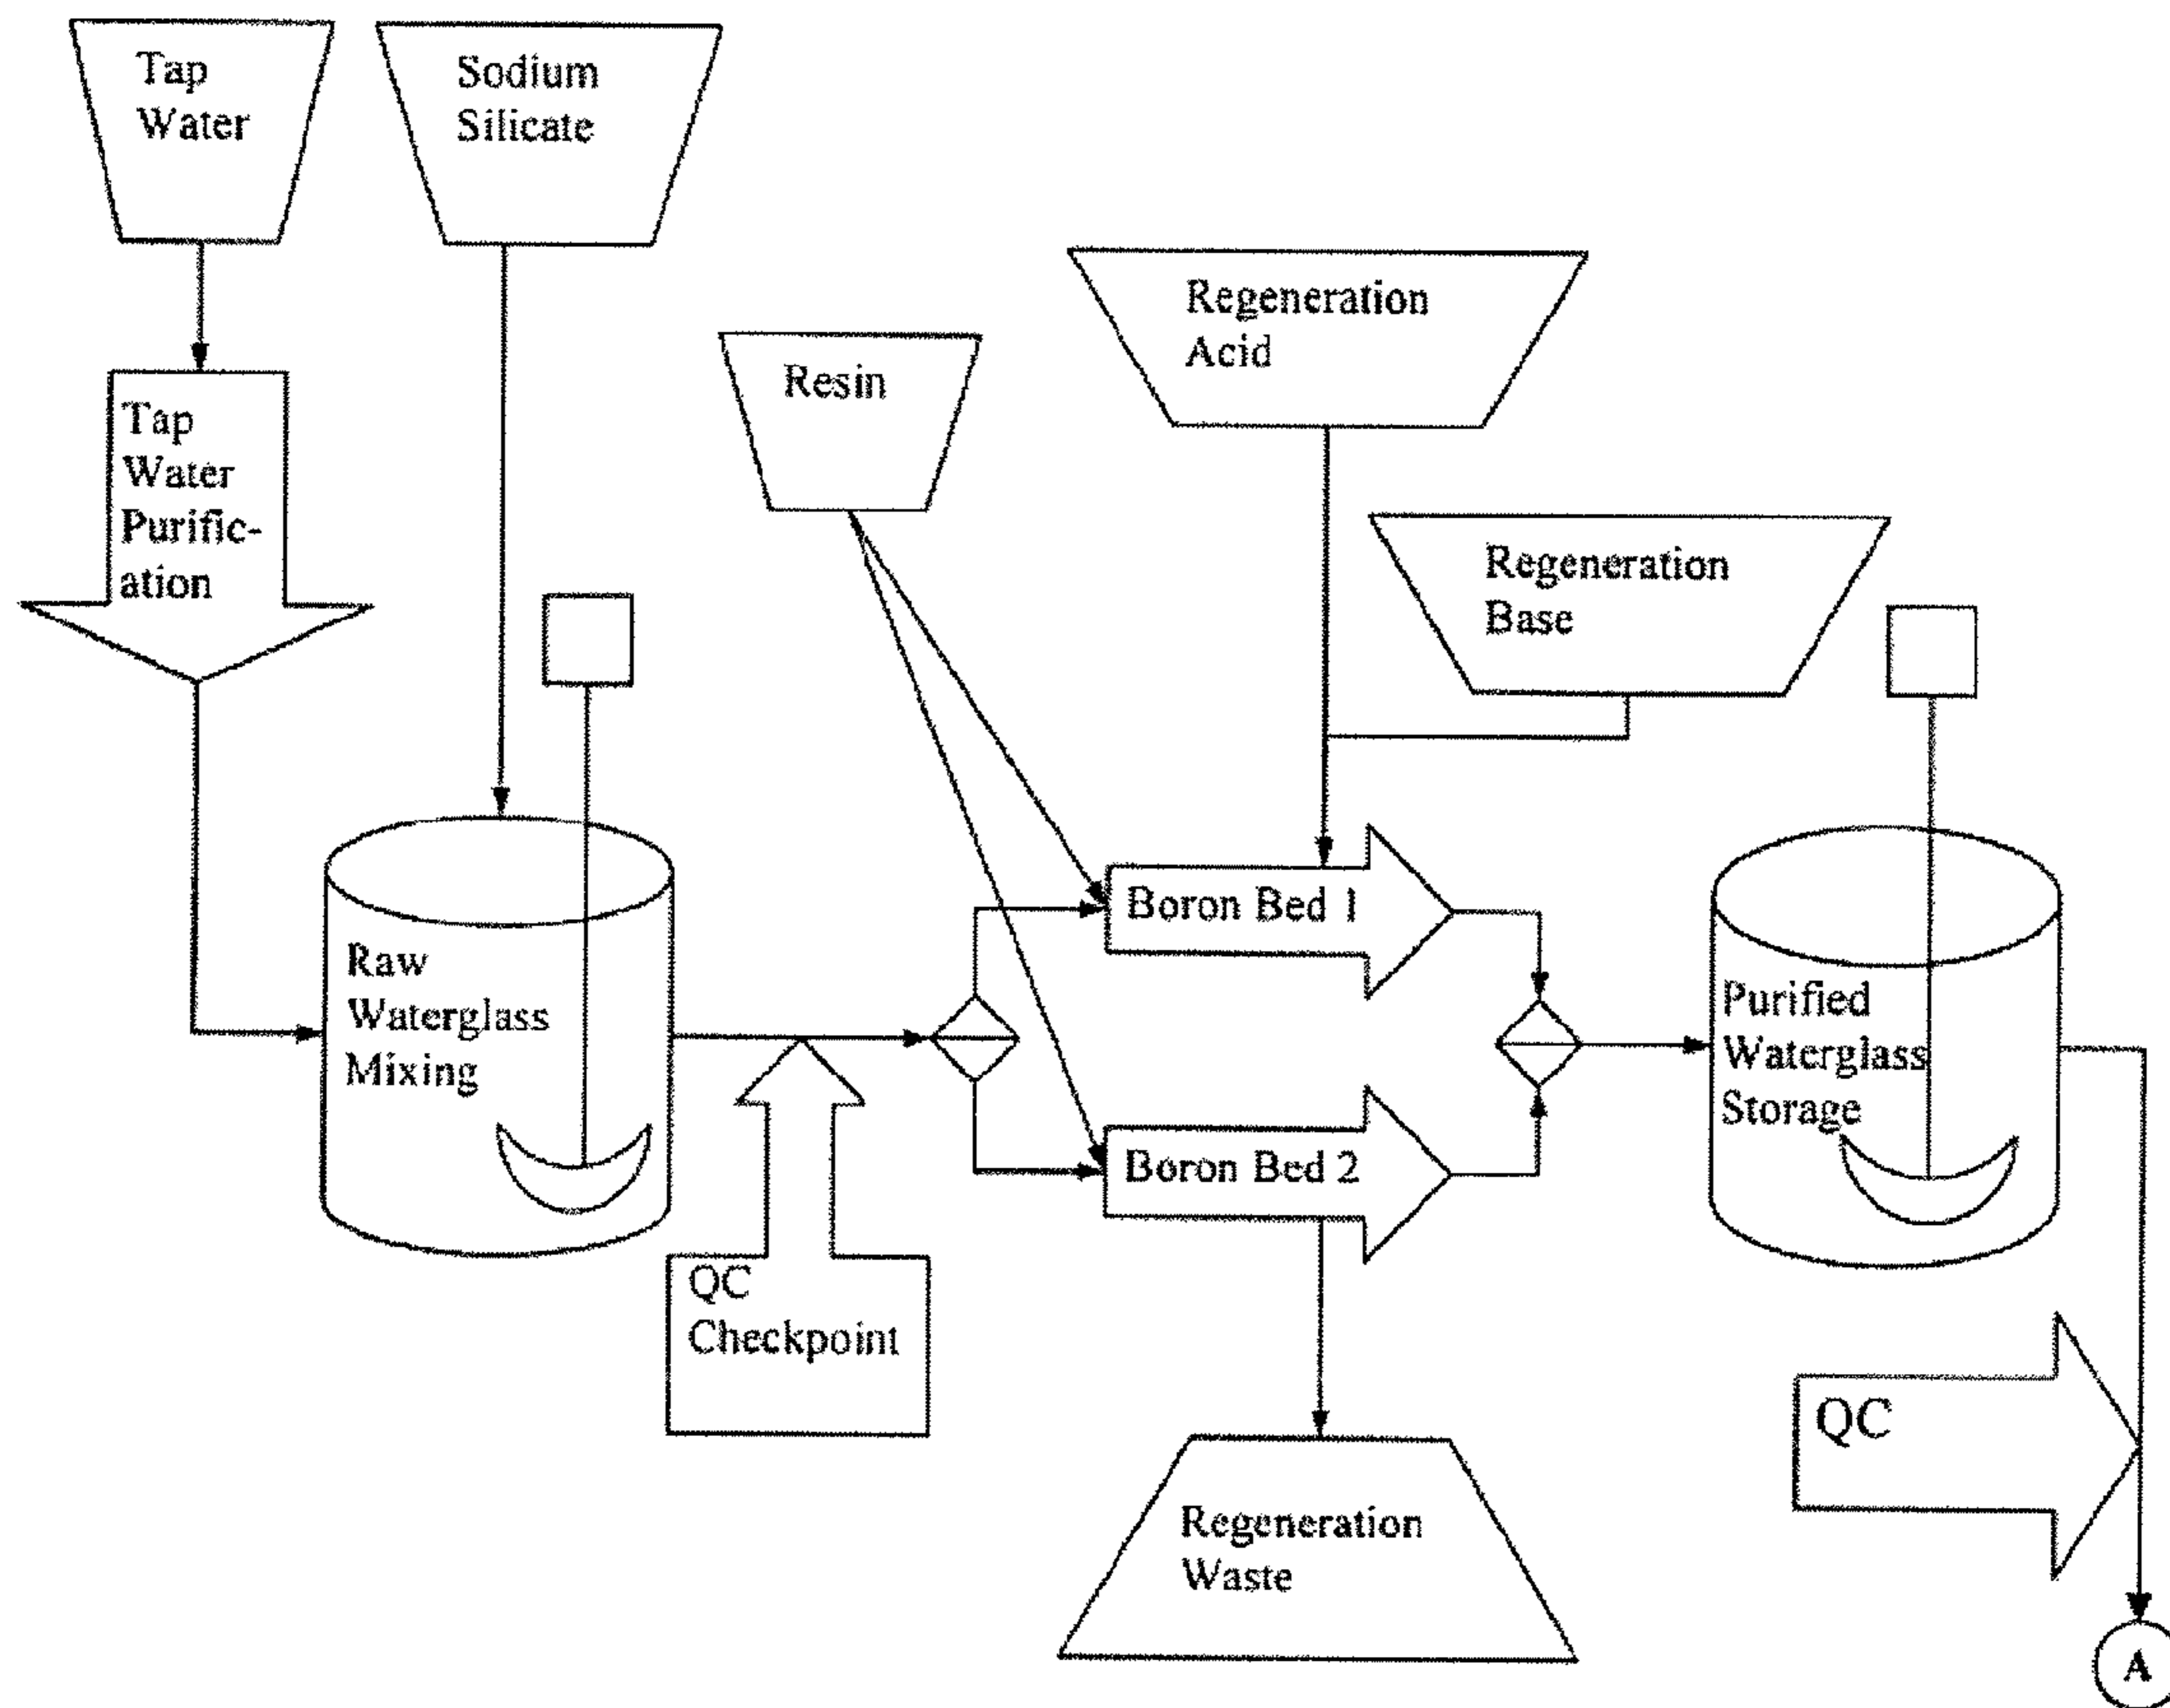 Tap
Water
Sodium
Silicate
Regeneration
Acid
Resin
Tap
Water
Purific-
ation
Regeneration
Base
Boron Bed 1
Raw
Waterglass
Mixing
Purified
Waterglass
Storage
Boron Bed 2
QC
Checkpoint
QC
Regeneration
Waste
A